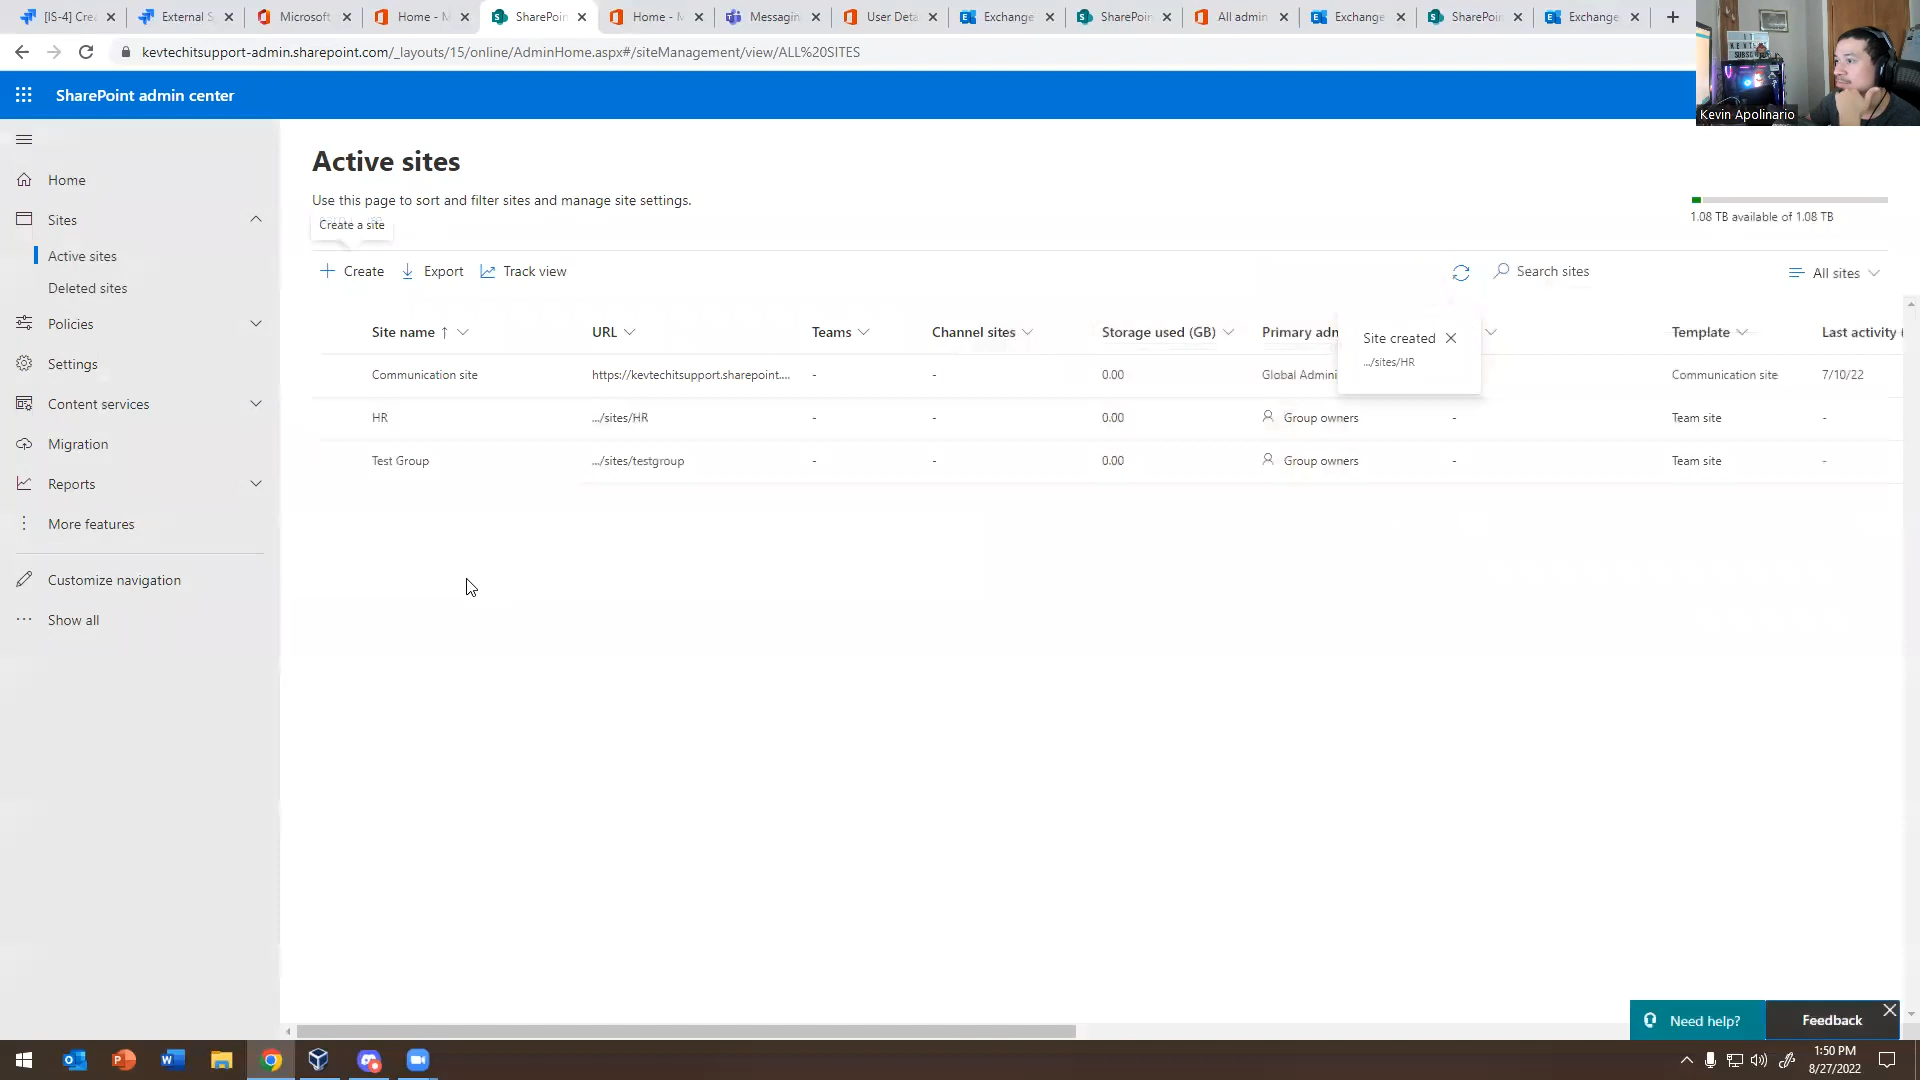 [IS-4] Cre
External S
Microsoft
Home - M
SharePoin
Home - M
Messagin
User Deta
Exchange
SharePoin
All admin
Exchange
SharePoin
Exchange
kevtechitsupport-admin.sharepoint.com/_layouts/15/online/AdminHome.aspx#/siteManagement/view/ALL%20SITES
SharePoint admin center
Kevin Apolinario
Home
Sites
Active sites
Deleted sites
Policies
Settings
Content services
Migration
Reports
More features
Customize navigation
Show all
Active sites
Use this page to sort and filter sites and manage site settings.
1.08 TB available of 1.08 TB
Create a site
Create
Export
Track view
Search sites
All sites
Site name ↑
URL
Teams
Channel sites
Storage used (GB)
Primary adm
Template
Last activity (
Site created
.../sites/HR
Communication site https://kevtechitsupport.sharepoint.... - - 0.00 Global Admini Communication site 7/10/22
HR .../sites/HR - - 0.00 Group owners - Team site -
Test Group .../sites/testgroup - - 0.00 Group owners - Team site -
Need help?
Feedback
1:50 PM
8/27/2022